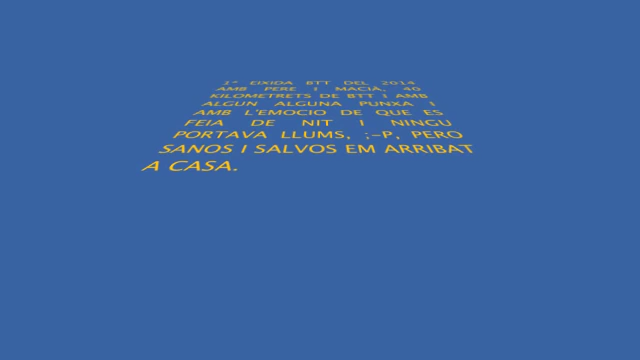 1ª EIXIDA BTT DEL 2014
AMB PERE I MACIÀ, 40
KILOMETRETS DE BTT I AMB
ALGUN ALGUNA PUNXA I
AMB L'EMOCIO DE QUE ES
FEIA DE NIT I NINGU
PORTAVA LLUMS, ;-P, PERO
SANOS I SALVOS EM ARRIBAT
A CASA.